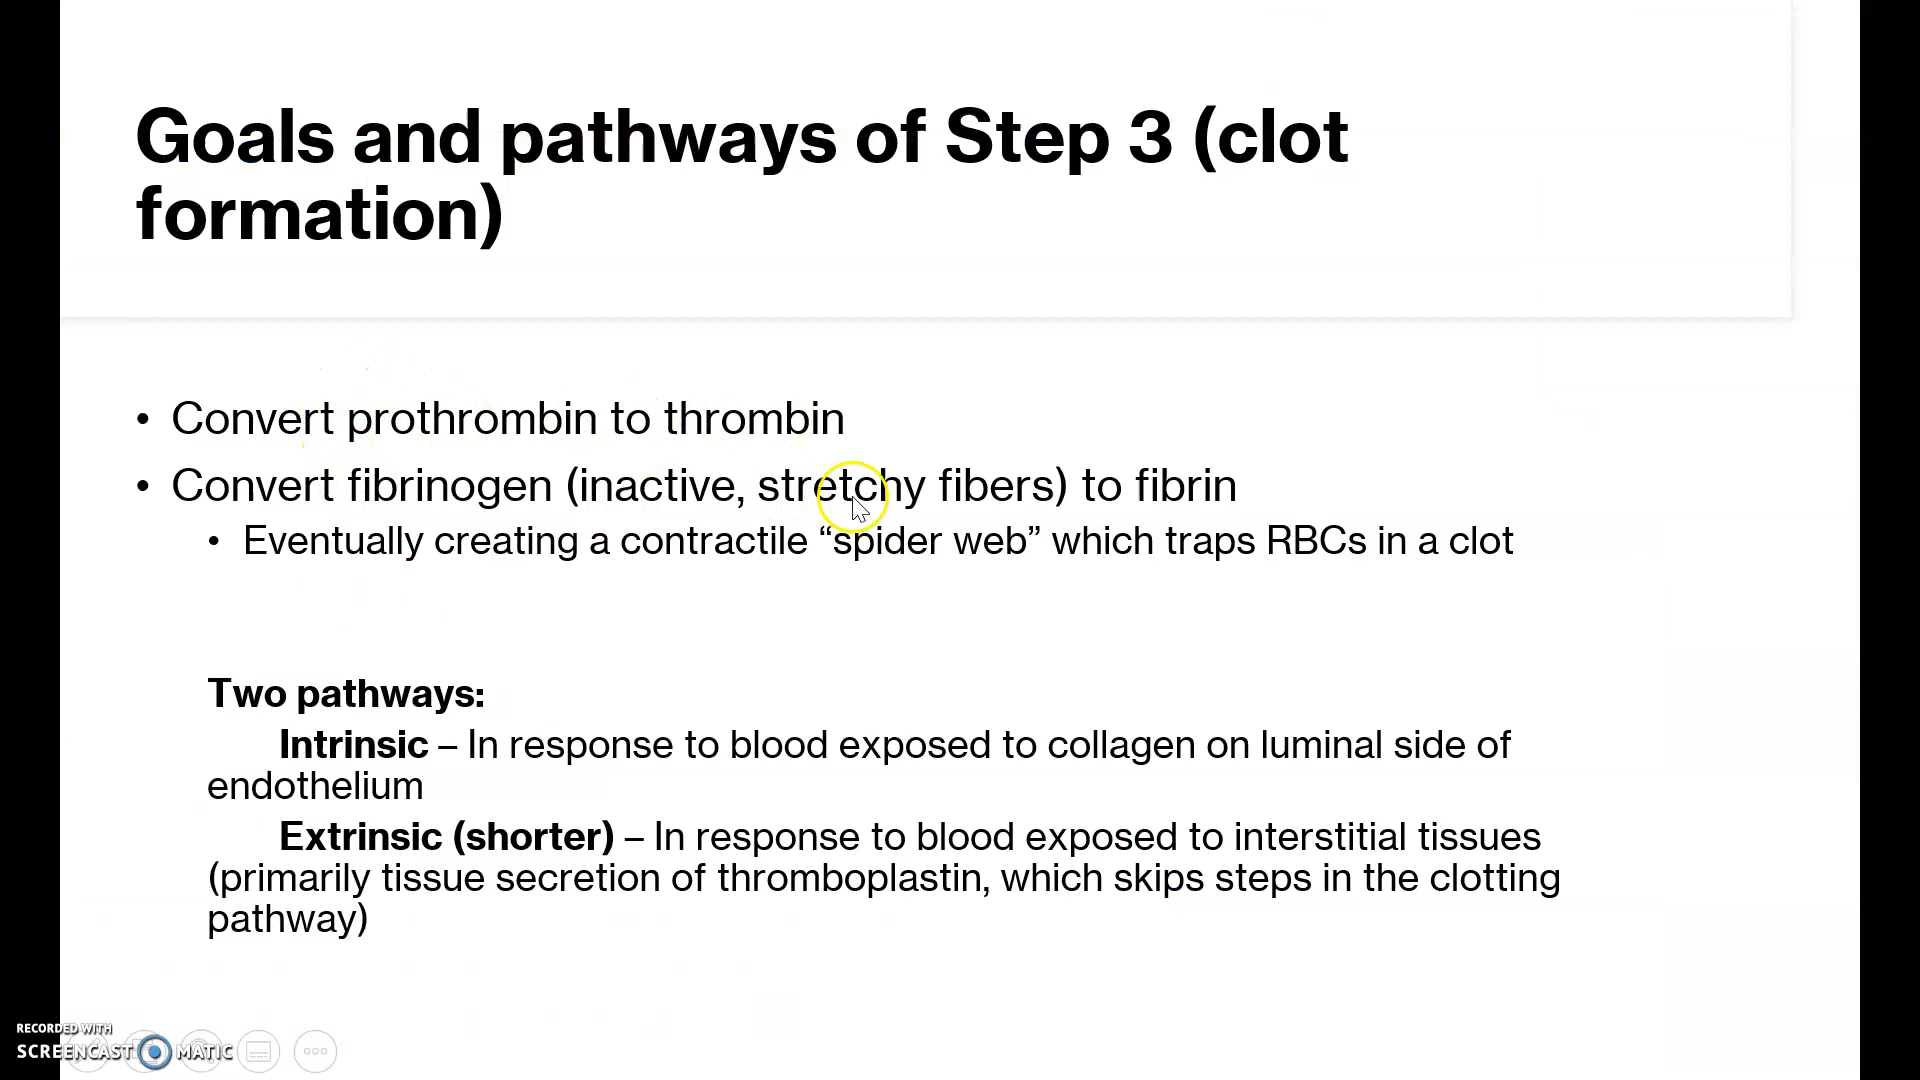 Goals and pathways of Step 3 (clot
formation)
• Convert prothrombin to thrombin
• Convert fibrinogen (inactive, stretchy fibers) to fibrin
• Eventually creating a contractile “spider web” which traps RBCs in a clot
Two pathways:
Intrinsic – In response to blood exposed to collagen on luminal side of
endothelium
Extrinsic (shorter) – In response to blood exposed to interstitial tissues
(primarily tissue secretion of thromboplastin, which skips steps in the clotting
pathway)
RECORDED WITH
SCREENCAST MATIC